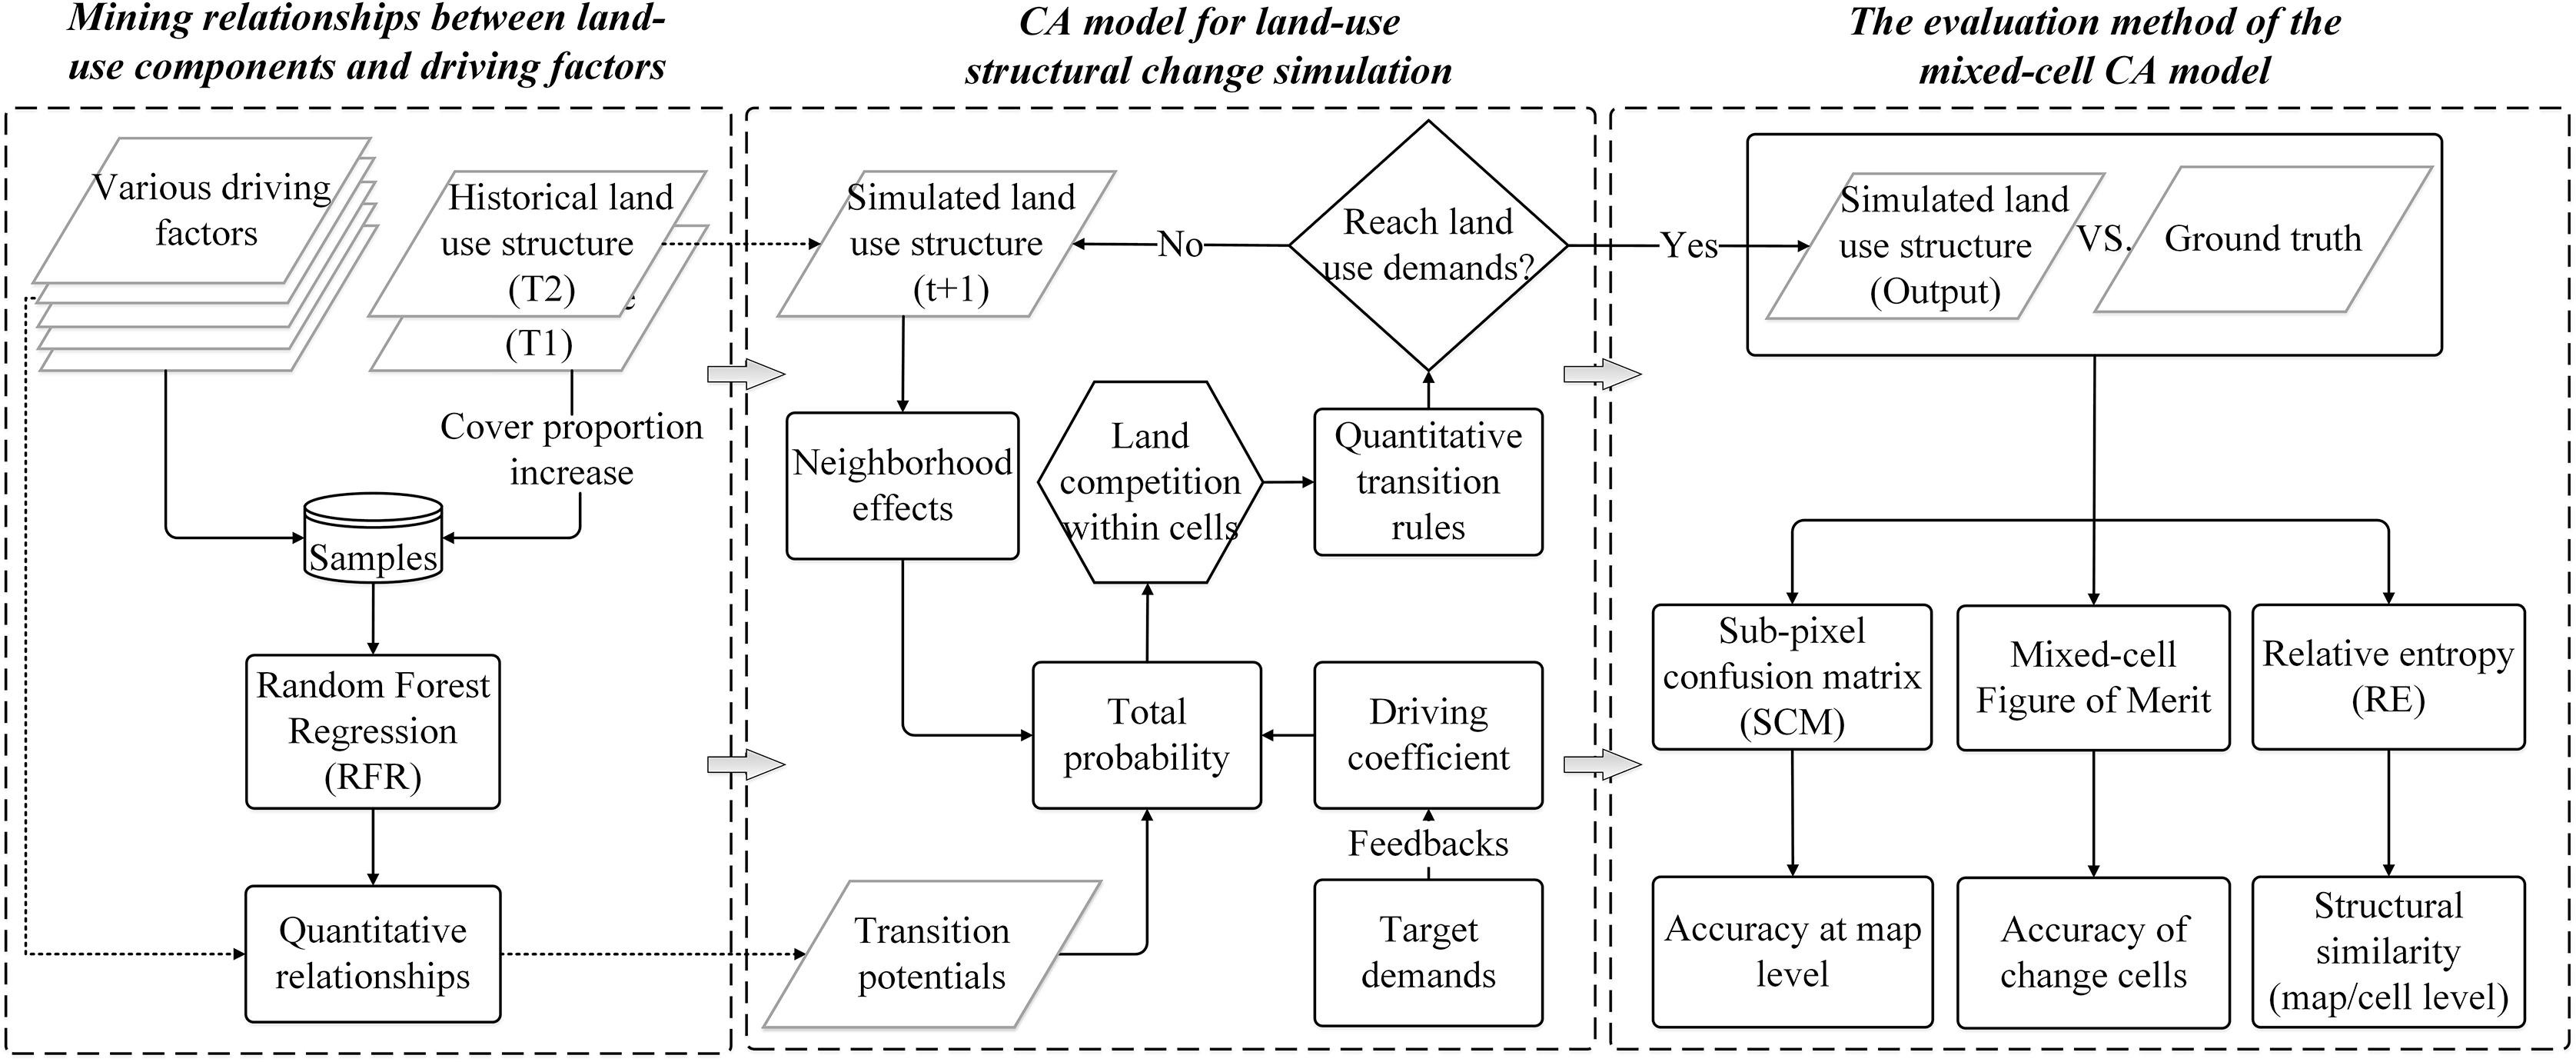 Mining relationships between land-
use components and driving factors
Various driving
factors
Historical land
use structure
(T2)
(T1)
Cover proportion
increase
Samples
Random Forest
Regression
(RFR)
Quantitative
relationships
CA model for land-use
structural change simulation
Simulated land
use structure
(t+1)
No
Reach land
use demands?
Yes
Neighborhood
effects
Land
competition
within cells
Quantitative
transition
rules
Total
probability
Driving
coefficient
Feedbacks
Transition
potentials
Target
demands
The evaluation method of the
mixed-cell CA model
Simulated land
use structure
(Output)
VS.
Ground truth
Sub-pixel
confusion matrix
(SCM)
Mixed-cell
Figure of Merit
Relative entropy
(RE)
Accuracy at map
level
Accuracy of
change cells
Structural
similarity
(map/cell level)